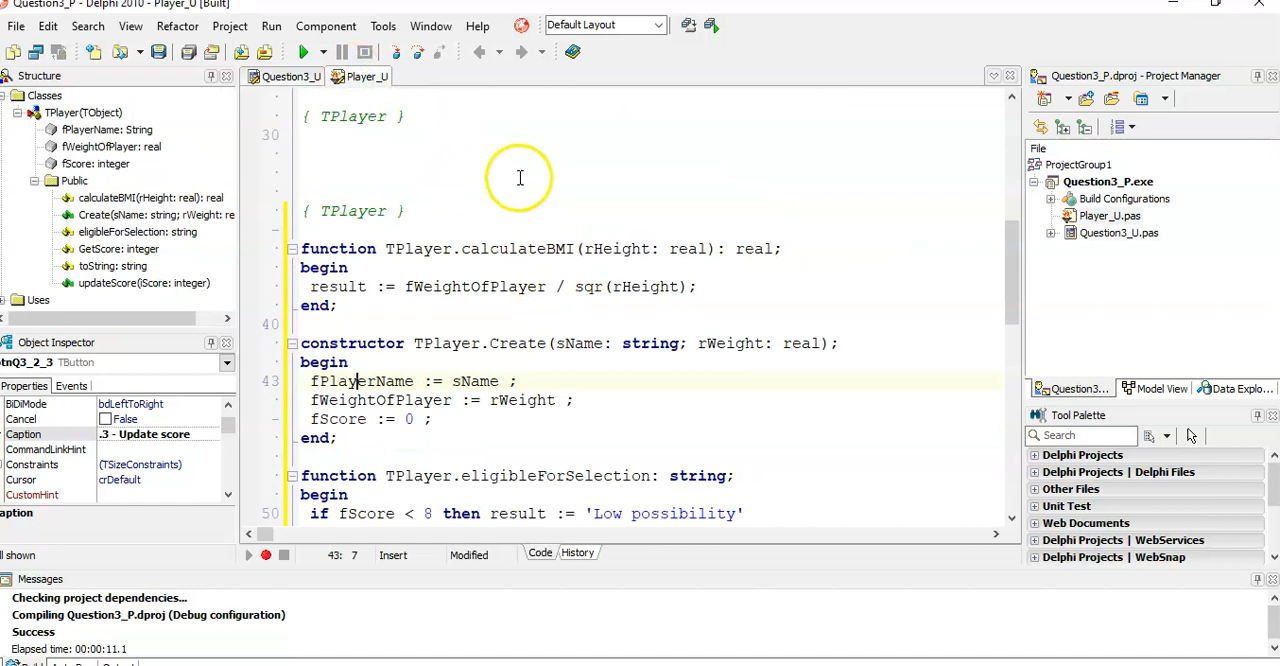 Question3_P - Delphi 2010 - Player_U [Built]
File Edit Search View Refactor Project Run Component Tools Window Help Default Layout
Structure
Classes
TPlayer(TObject)
fPlayerName: String
fWeightOfPlayer: real
fScore: integer
Public
calculateBMI(rHeight: real): real
Create(sName: string; rWeight: re
eligibleForSelection: string
GetScore: integer
toString: string
updateScore(iScore: integer)
Uses
Object Inspector
tnQ3_2_3 TButton
Properties Events
BiDiMode bdLeftToRight
Cancel False
Caption .3 - Update score
CommandLinkHint
Constraints (TSizeConstraints)
Cursor crDefault
CustomHint
aption
ll shown
Question3_U Player_U
{ TPlayer }
30
{ TPlayer }
function TPlayer.calculateBMI(rHeight: real): real;
begin
result := fWeightOfPlayer / sqr(rHeight);
end;
40
constructor TPlayer.Create(sName: string; rWeight: real);
begin
43 fPlayerName := sName ;
fWeightOfPlayer := rWeight ;
fScore := 0 ;
end;
function TPlayer.eligibleForSelection: string;
begin
50 if fScore < 8 then result := 'Low possibility'
43: 7 Insert Modified Code History
Question3_P.dproj - Project Manager
File
ProjectGroup1
Question3_P.exe
Build Configurations
Player_U.pas
Question3_U.pas
Question3... Model View Data Explo...
Tool Palette
Search
Delphi Projects
Delphi Projects | Delphi Files
Other Files
Unit Test
Web Documents
Delphi Projects | WebServices
Delphi Projects | WebSnap
Messages
Checking project dependencies...
Compiling Question3_P.dproj (Debug configuration)
Success
Elapsed time: 00:00:11.1